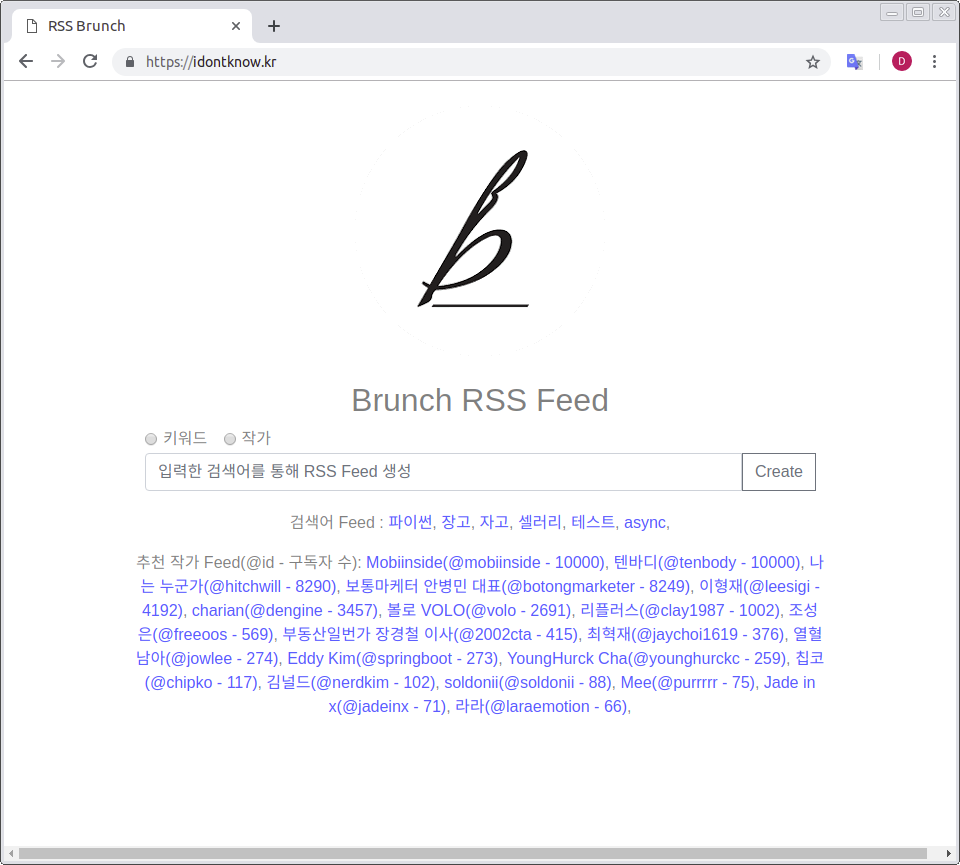 RSS Brunch
https://idontknow.kr
D
Brunch RSS Feed
키워드 작가
입력한 검색어를 통해 RSS Feed 생성 Create
검색어 Feed : 파이썬, 장고, 자고, 셀러리, 테스트, async,
추천 작가 Feed(@id - 구독자 수): Mobiinside(@mobiinside - 10000), 텐바디(@tenbody - 10000), 나
는 누군가(@hitchwill - 8290), 보통마케터 안병민 대표(@botongmarketer - 8249), 이형재(@leesigi -
4192), charian(@dengine - 3457), 볼로 VOLO(@volo - 2691), 리플러스(@clay1987 - 1002), 조성
은(@freeoos - 569), 부동산일번가 장경철 이사(@2002cta - 415), 최혁재(@jaychoi1619 - 376), 열혈
남아(@jowlee - 274), Eddy Kim(@springboot - 273), YoungHurck Cha(@younghurckc - 259), 칩코
(@chipko - 117), 김널드(@nerdkim - 102), soldonii(@soldonii - 88), Mee(@purrrrr - 75), Jade in
x(@jadeinx - 71), 라라(@laraemotion - 66),